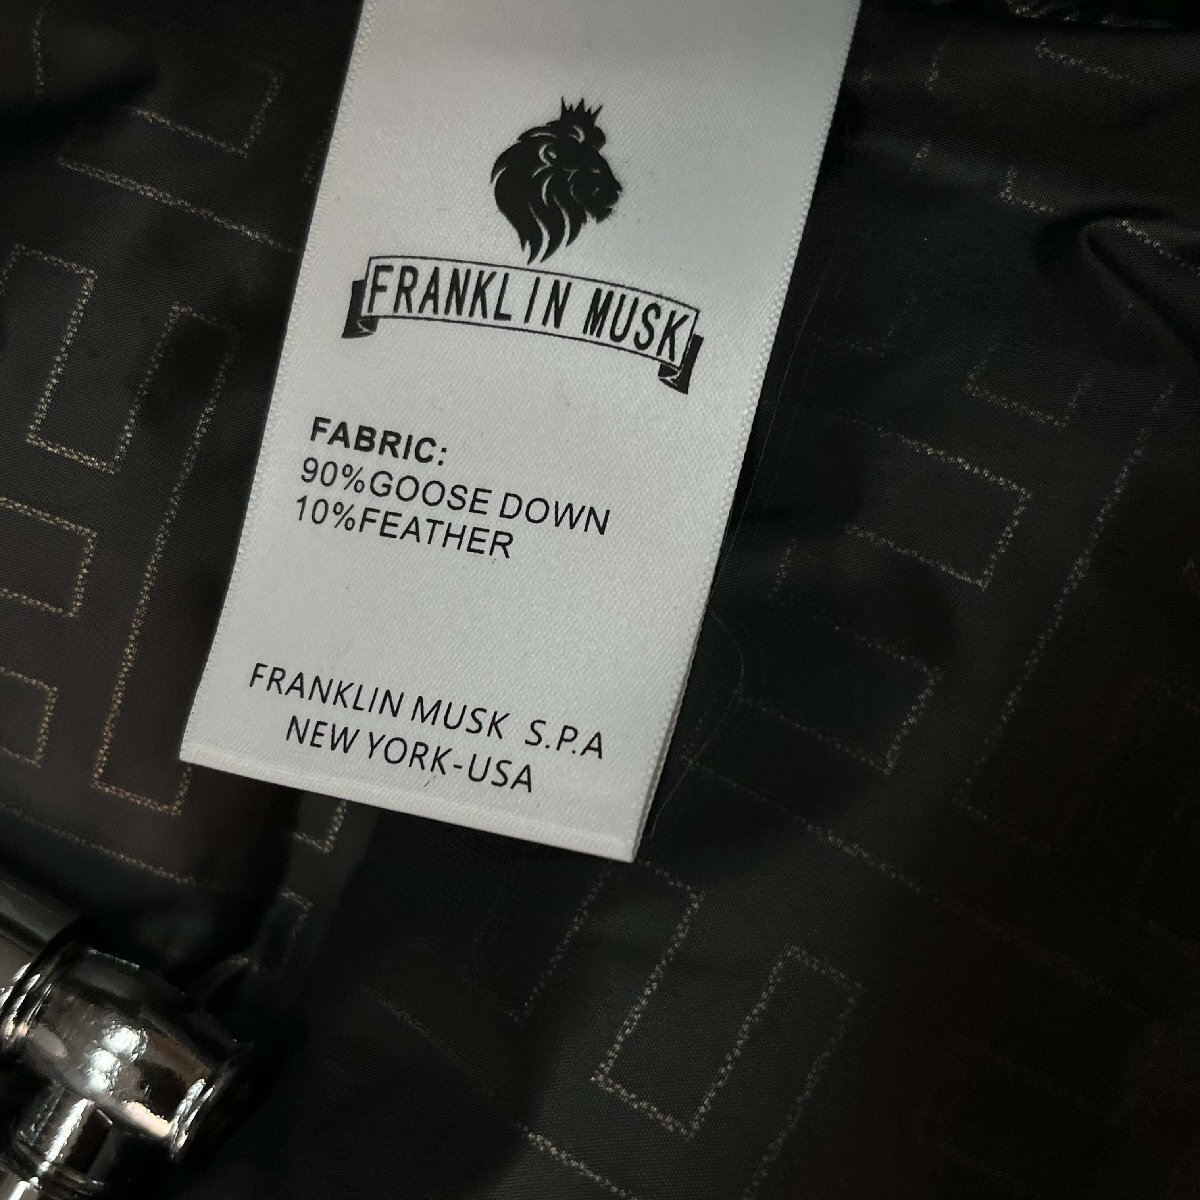 FRANKLIN MUSK
FABRIC:
90%GOOSE DOWN
10%FEATHER
FRANKLIN MUSK S.P.A
NEW YORK-USA